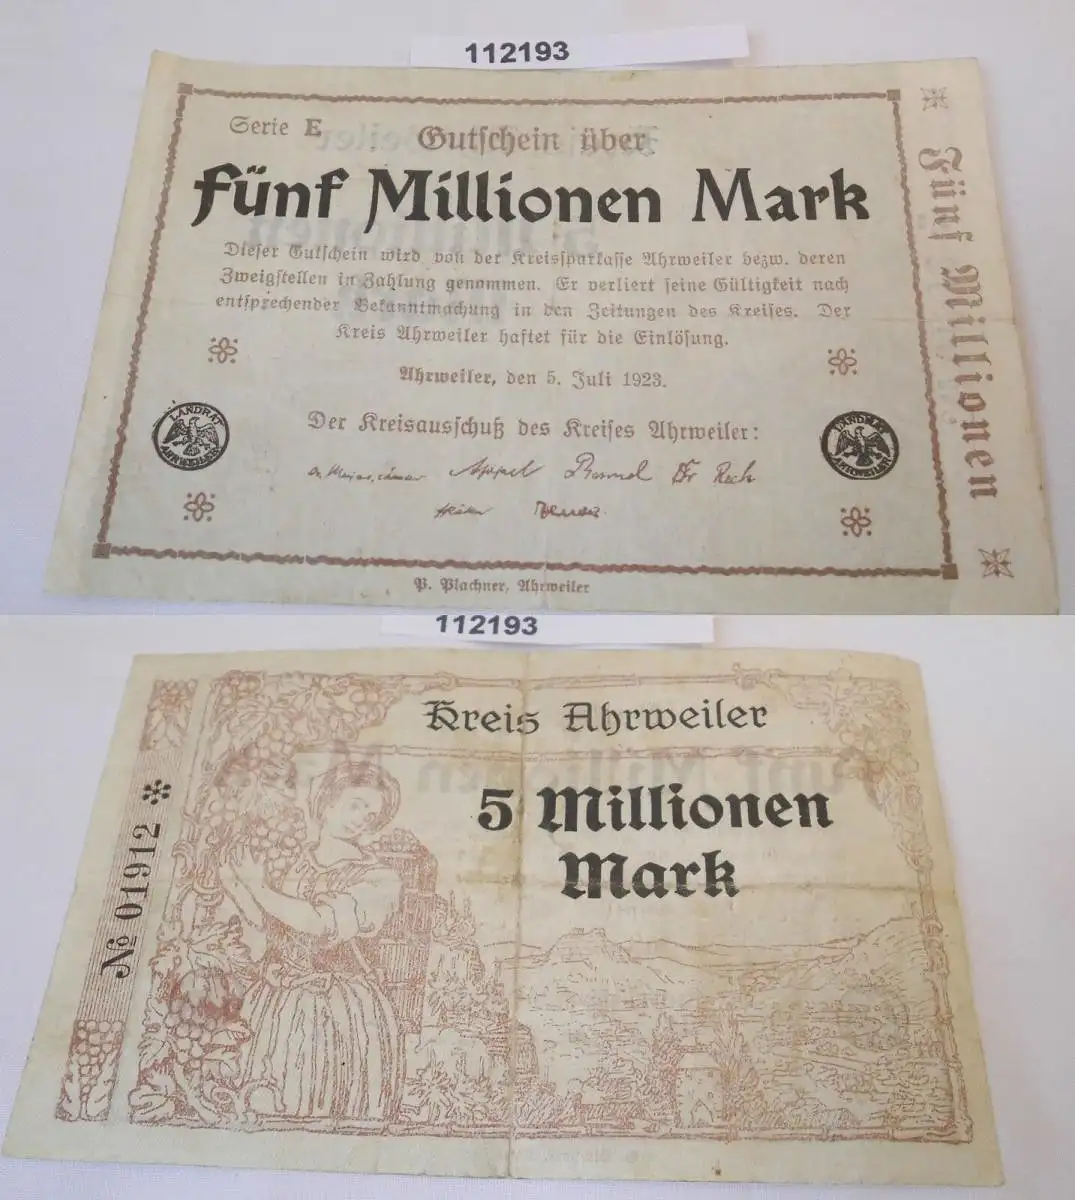 112193
Serie E
Gutschein über
Fünf Millionen Mark
Dieser Gutschein wird von der Kreissparkasse Ahrweiler bezw. deren
Zweigstellen in Zahlung genommen. Er verliert seine Gültigkeit nach
entsprechender Bekanntmachung in den Zeitungen des Kreises. Der
Kreis Ahrweiler haftet für die Einlösung.
Ahrweiler, den 5. Juli 1923.
Der Kreisausschuß des Kreises Ahrweiler:
LANDRAT
AHRWEILER
LANDRAT
AHRWEILER
Appel
Dr Rech
P. Plachner, Ahrweiler
Fünf Millionen
112193
Kreis Ahrweiler
5 Millionen
Mark
№ 01912 *